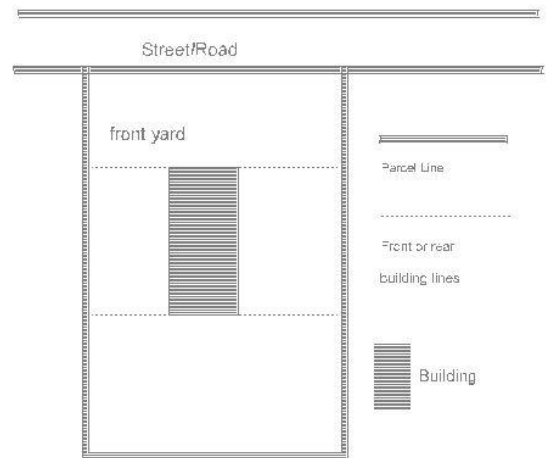 Street/Road
front yard
Parcel Line
Front or rear
building lines
Building